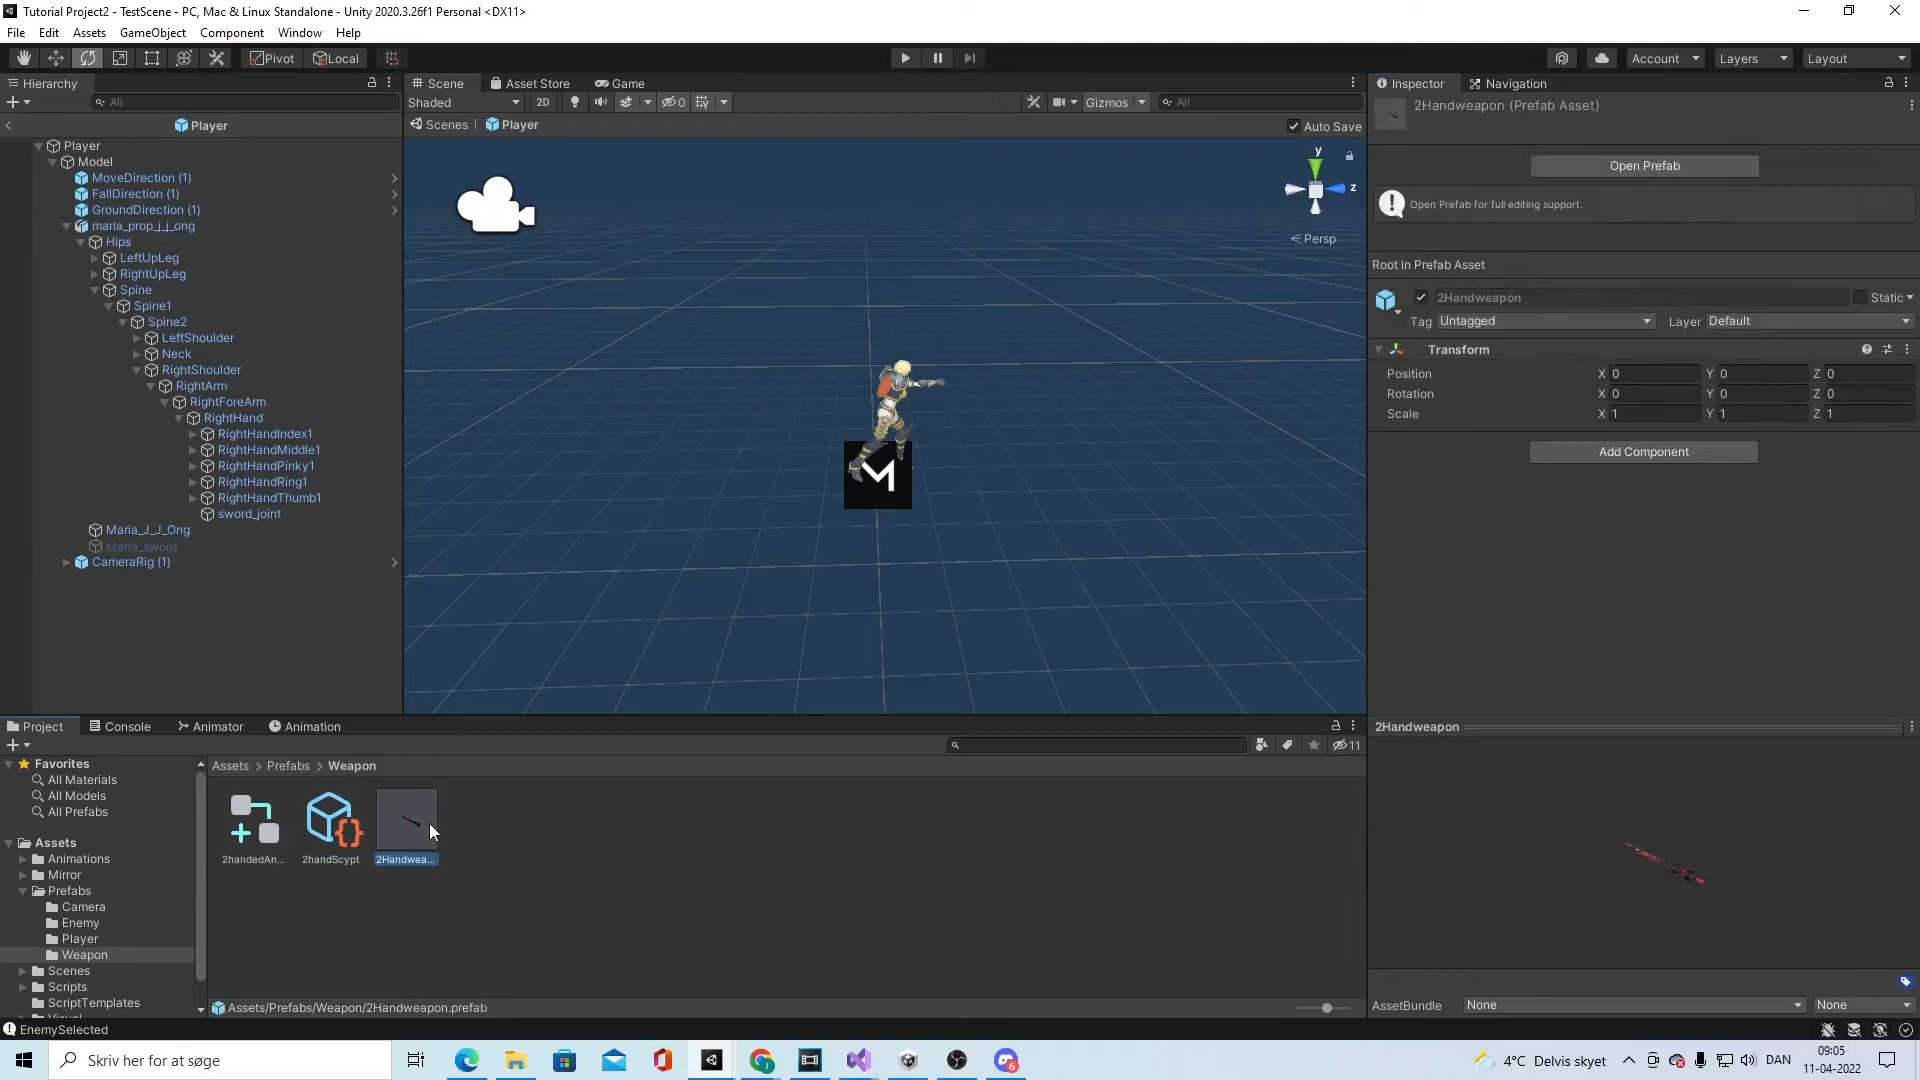 Tutorial Project2 - TestScene - PC, Mac & Linux Standalone - Unity 2020.3.26f1 Personal <DX11>
File Edit Assets GameObject Component Window Help
Pivot Local Account Layers Layout
Hierarchy
All
Player
Player
Model
MoveDirection (1)
FallDirection (1)
GroundDirection (1)
maria_prop_j_j_ong
Hips
LeftUpLeg
RightUpLeg
Spine
Spine1
Spine2
LeftShoulder
Neck
RightShoulder
RightArm
RightForeArm
RightHand
RightHandIndex1
RightHandMiddle1
RightHandPinky1
RightHandRing1
RightHandThumb1
sword_joint
Maria_J_J_Ong
Maria_sword
CameraRig (1)
Scene Asset Store Game
Shaded 2D 0 Gizmos All
Scenes Player Auto Save
y
z
Persp
M
Inspector Navigation
2Handweapon (Prefab Asset)
Open Prefab
Open Prefab for full editing support.
Root in Prefab Asset
2Handweapon Static
Tag Untagged Layer Default
Transform
Position X 0 Y 0 Z 0
Rotation X 0 Y 0 Z 0
Scale X 1 Y 1 Z 1
Add Component
Project Console Animator Animation
11
Favorites
All Materials
All Models
All Prefabs
Assets
Animations
Mirror
Prefabs
Camera
Enemy
Player
Weapon
Scenes
Scripts
ScriptTemplates
Assets > Prefabs > Weapon
2handedAn... 2handScypt 2Handwea...
Assets/Prefabs/Weapon/2Handweapon.prefab
2Handweapon
AssetBundle None None
EnemySelected
Skriv her for at søge
6
4°C Delvis skyet DAN 09:05
11-04-2022